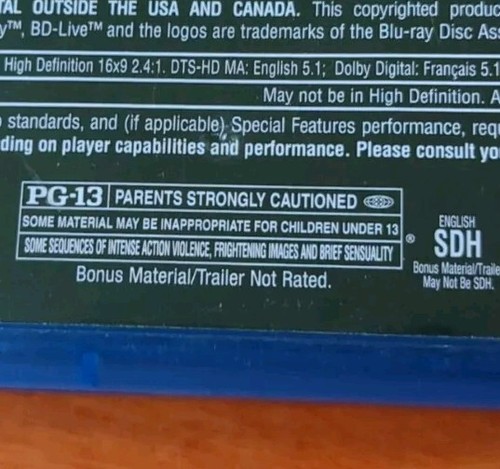 TAL OUTSIDE THE USA AND CANADA. This copyrighted produc
y™, BD-Live™ and the logos are trademarks of the Blu-ray Disc Ass
High Definition 16x9 2.4:1. DTS-HD MA: English 5.1; Dolby Digital: Français 5.1
May not be in High Definition. A
standards, and (if applicable) Special Features performance, req
ding on player capabilities and performance. Please consult yo
PG-13 PARENTS STRONGLY CAUTIONED
SOME MATERIAL MAY BE INAPPROPRIATE FOR CHILDREN UNDER 13
SOME SEQUENCES OF INTENSE ACTION VIOLENCE, FRIGHTENING IMAGES AND BRIEF SENSUALITY
®
Bonus Material/Trailer Not Rated.
ENGLISH
SDH
Bonus Material/Traile
May Not Be SDH.